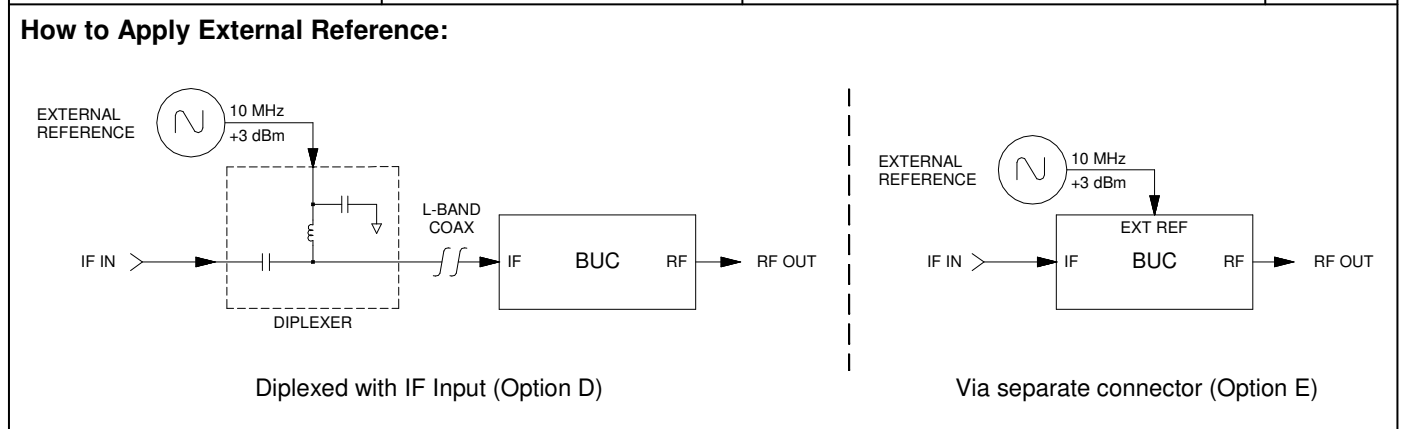 How to Apply External Reference:
EXTERNAL
REFERENCE
10 MHz
+3 dBm
IF IN
DIPLEXER
L-BAND
COAX
IF
BUC
RF
RF OUT
Diplexed with IF Input (Option D)
EXTERNAL
REFERENCE
10 MHz
+3 dBm
EXT REF
IF IN
IF
BUC
RF
RF OUT
Via separate connector (Option E)